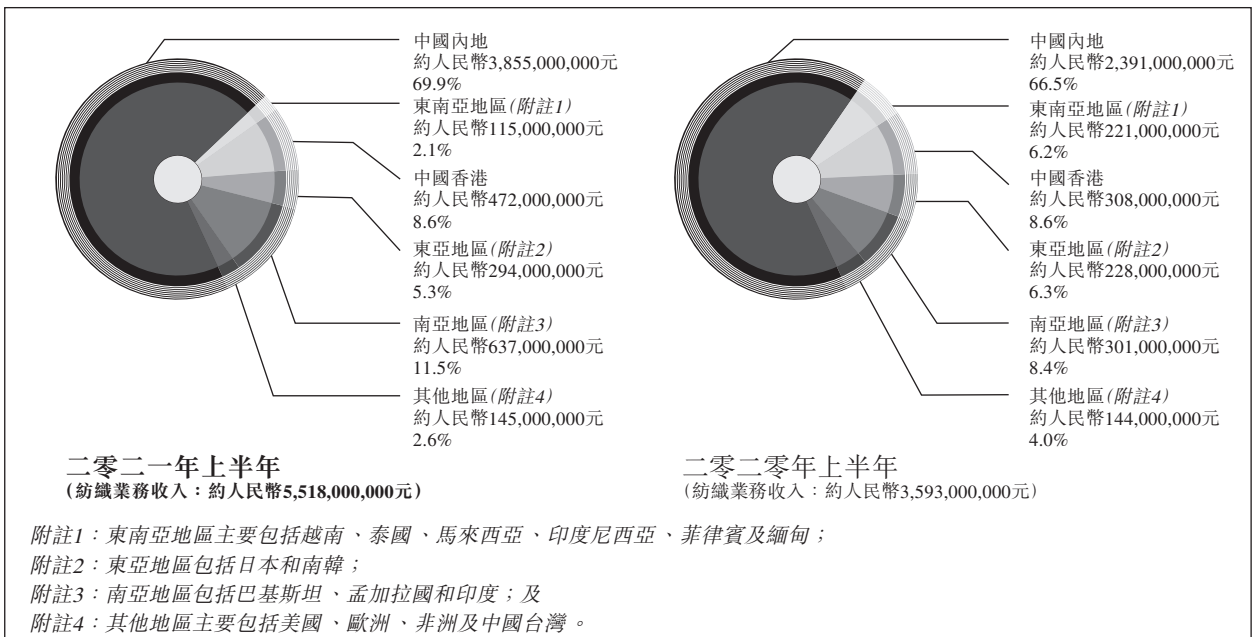 中國內地
約人民幣3,855,000,000元
69.9%
東南亞地區(附註1)
約人民幣115,000,000元
2.1%
中國香港
約人民幣472,000,000元
8.6%
東亞地區(附註2)
約人民幣294,000,000元
5.3%
南亞地區(附註3)
約人民幣637,000,000元
11.5%
其他地區(附註4)
約人民幣145,000,000元
2.6%
二零二一年上半年
(紡織業務收入：約人民幣5,518,000,000元)
中國內地
約人民幣2,391,000,000元
66.5%
東南亞地區(附註1)
約人民幣221,000,000元
6.2%
中國香港
約人民幣308,000,000元
8.6%
東亞地區(附註2)
約人民幣228,000,000元
6.3%
南亞地區(附註3)
約人民幣301,000,000元
8.4%
其他地區(附註4)
約人民幣144,000,000元
4.0%
二零二零年上半年
(紡織業務收入：約人民幣3,593,000,000元)
附註1：東南亞地區主要包括越南、泰國、馬來西亞、印度尼西亞、菲律賓及緬甸；
附註2：東亞地區包括日本和南韓；
附註3：南亞地區包括巴基斯坦、孟加拉國和印度；及
附註4：其他地區主要包括美國、歐洲、非洲及中國台灣。